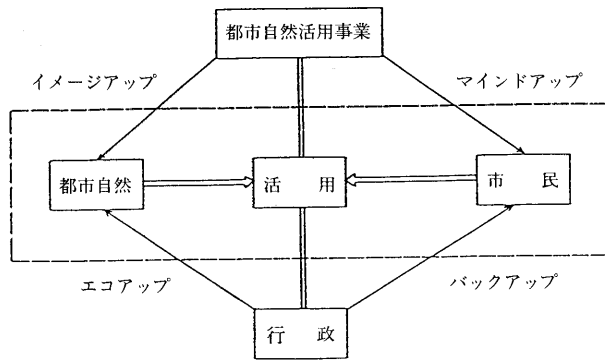 都市自然活用事業
イメージアップ
マインドアップ
都市自然
活用
市民
エコアップ
バックアップ
行政